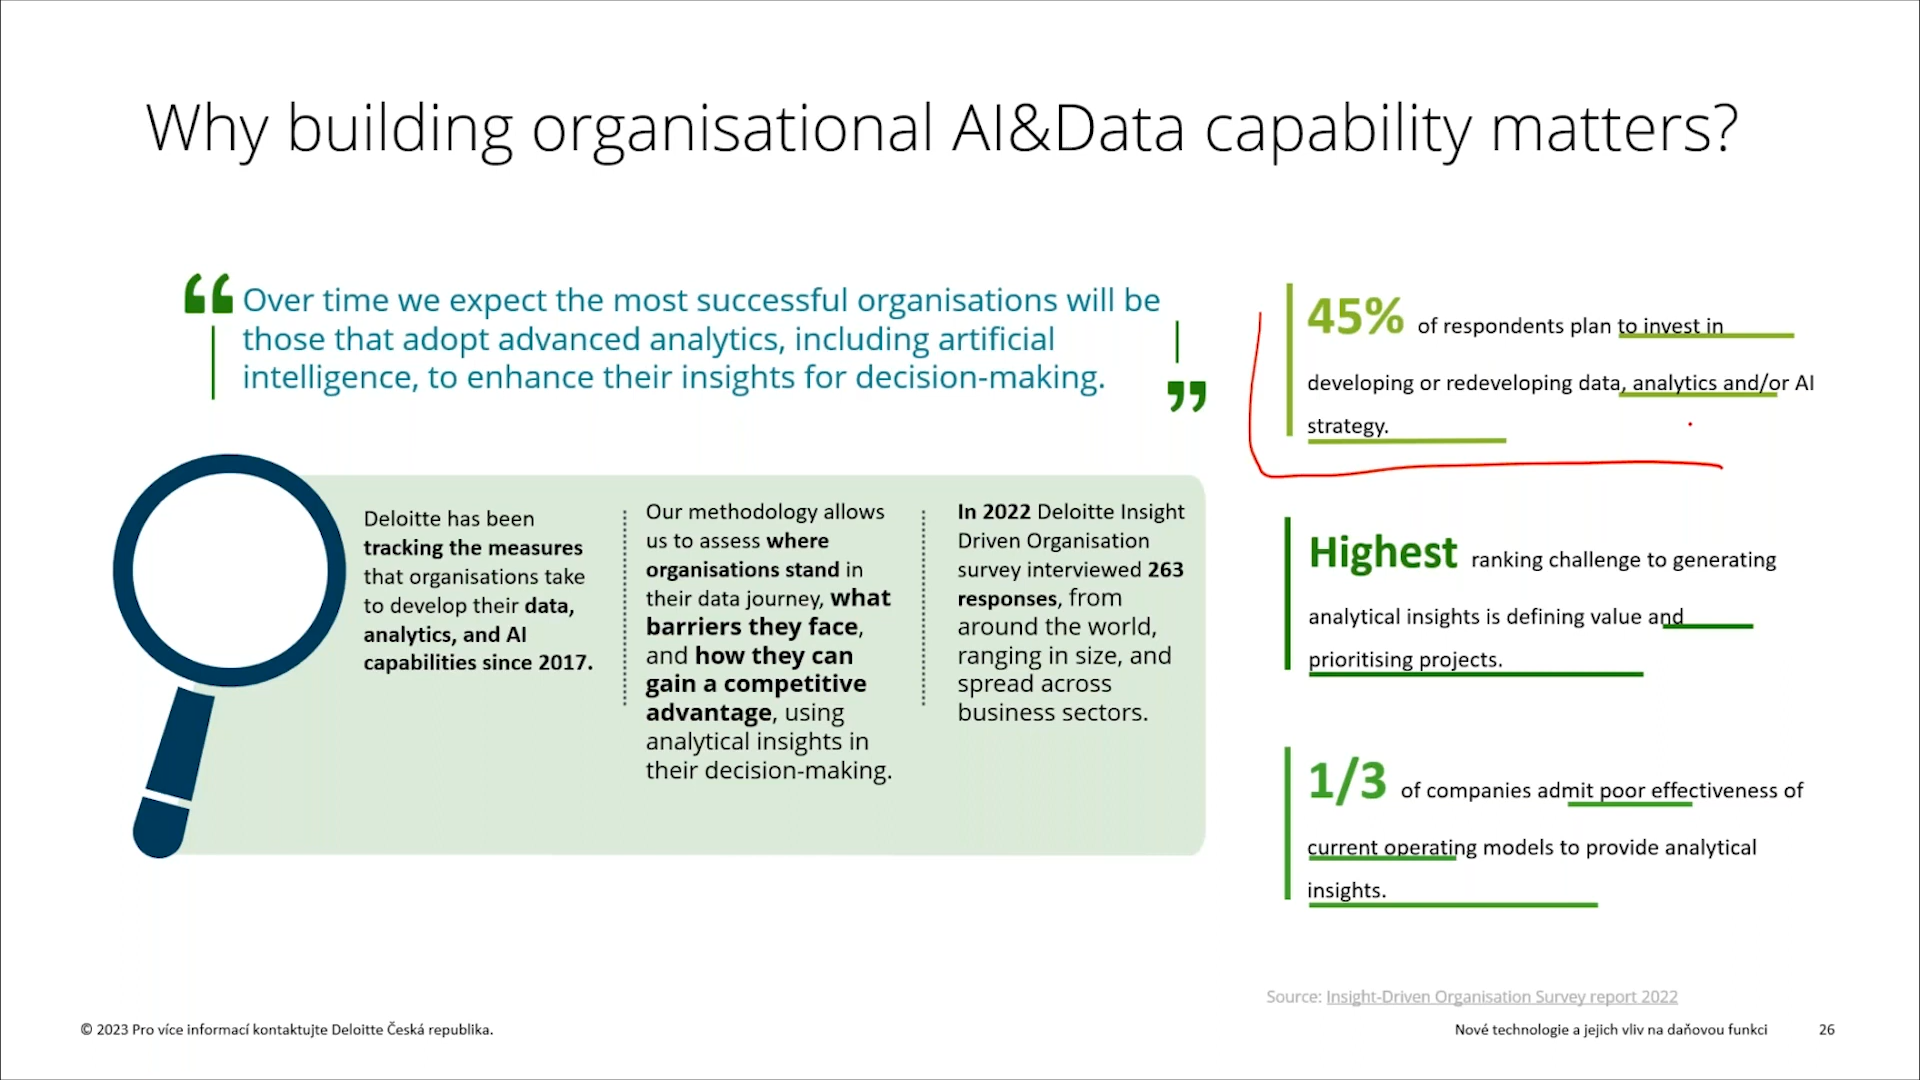 Why building organisational AI&Data capability matters?
Over time we expect the most successful organisations will be
those that adopt advanced analytics, including artificial
intelligence, to enhance their insights for decision-making.
Deloitte has been
tracking the measures
that organisations take
to develop their data,
analytics, and AI
capabilities since 2017.
Our methodology allows
us to assess where
organisations stand in
their data journey, what
barriers they face,
and how they can
gain a competitive
advantage, using
analytical insights in
their decision-making.
In 2022 Deloitte Insight
Driven Organisation
survey interviewed 263
responses, from
around the world,
ranging in size, and
spread across
business sectors.
45% of respondents plan to invest in
developing or redeveloping data, analytics and/or AI
strategy.
Highest ranking challenge to generating
analytical insights is defining value and
prioritising projects.
1/3 of companies admit poor effectiveness of
current operating models to provide analytical
insights.
Source: Insight-Driven Organisation Survey report 2022
© 2023 Pro více informací kontaktujte Deloitte Česká republika.
Nové technologie a jejich vliv na daňovou funkci 26